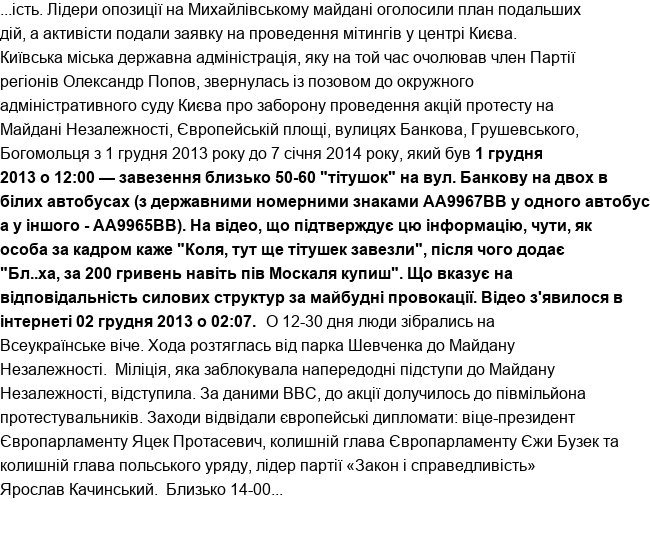 ...ість. Лідери опозиції на Михайлівському майдані оголосили план подальших
дій, а активісти подали заявку на проведення мітингів у центрі Києва.
Київська міська державна адміністрація, яку на той час очолював член Партії
регіонів Олександр Попов, звернулась із позовом до окружного
адміністративного суду Києва про заборону проведення акцій протесту на
Майдані Незалежності, Європейській площі, вулицях Банкова, Грушевського,
Богомольця з 1 грудня 2013 року до 7 січня 2014 року, який був 1 грудня
2013 о 12:00 — завезення близько 50-60 "тітушок" на вул. Банкову на двох в
білих автобусах (з державними номерними знаками АА9967ВВ у одного автобус
а у іншого - АА9965ВВ). На відео, що підтверджує цю інформацію, чути, як
особа за кадром каже "Коля, тут ще тітушек завезли", після чого додає
"Бл..ха, за 200 гривень навіть пів Москаля купиш". Що вказує на
відповідальність силових структур за майбудні провокації. Відео з'явилося в
інтернеті 02 грудня 2013 о 02:07.  О 12-30 дня люди зібрались на
Всеукраїнське віче. Хода розтяглась від парка Шевченка до Майдану
Незалежності.  Міліція, яка заблокувала напередодні підступи до Майдану
Незалежності, відступила. За даними ВВС, до акції долучилось до півмільйона
протестувальників. Заходи відвідали європейські дипломати: віце-президент
Європарламенту Яцек Протасевич, колишній глава Європарламенту Єжи Бузек та
колишній глава польського уряду, лідер партії «Закон і справедливість»
Ярослав Качинський.  Близько 14-00...